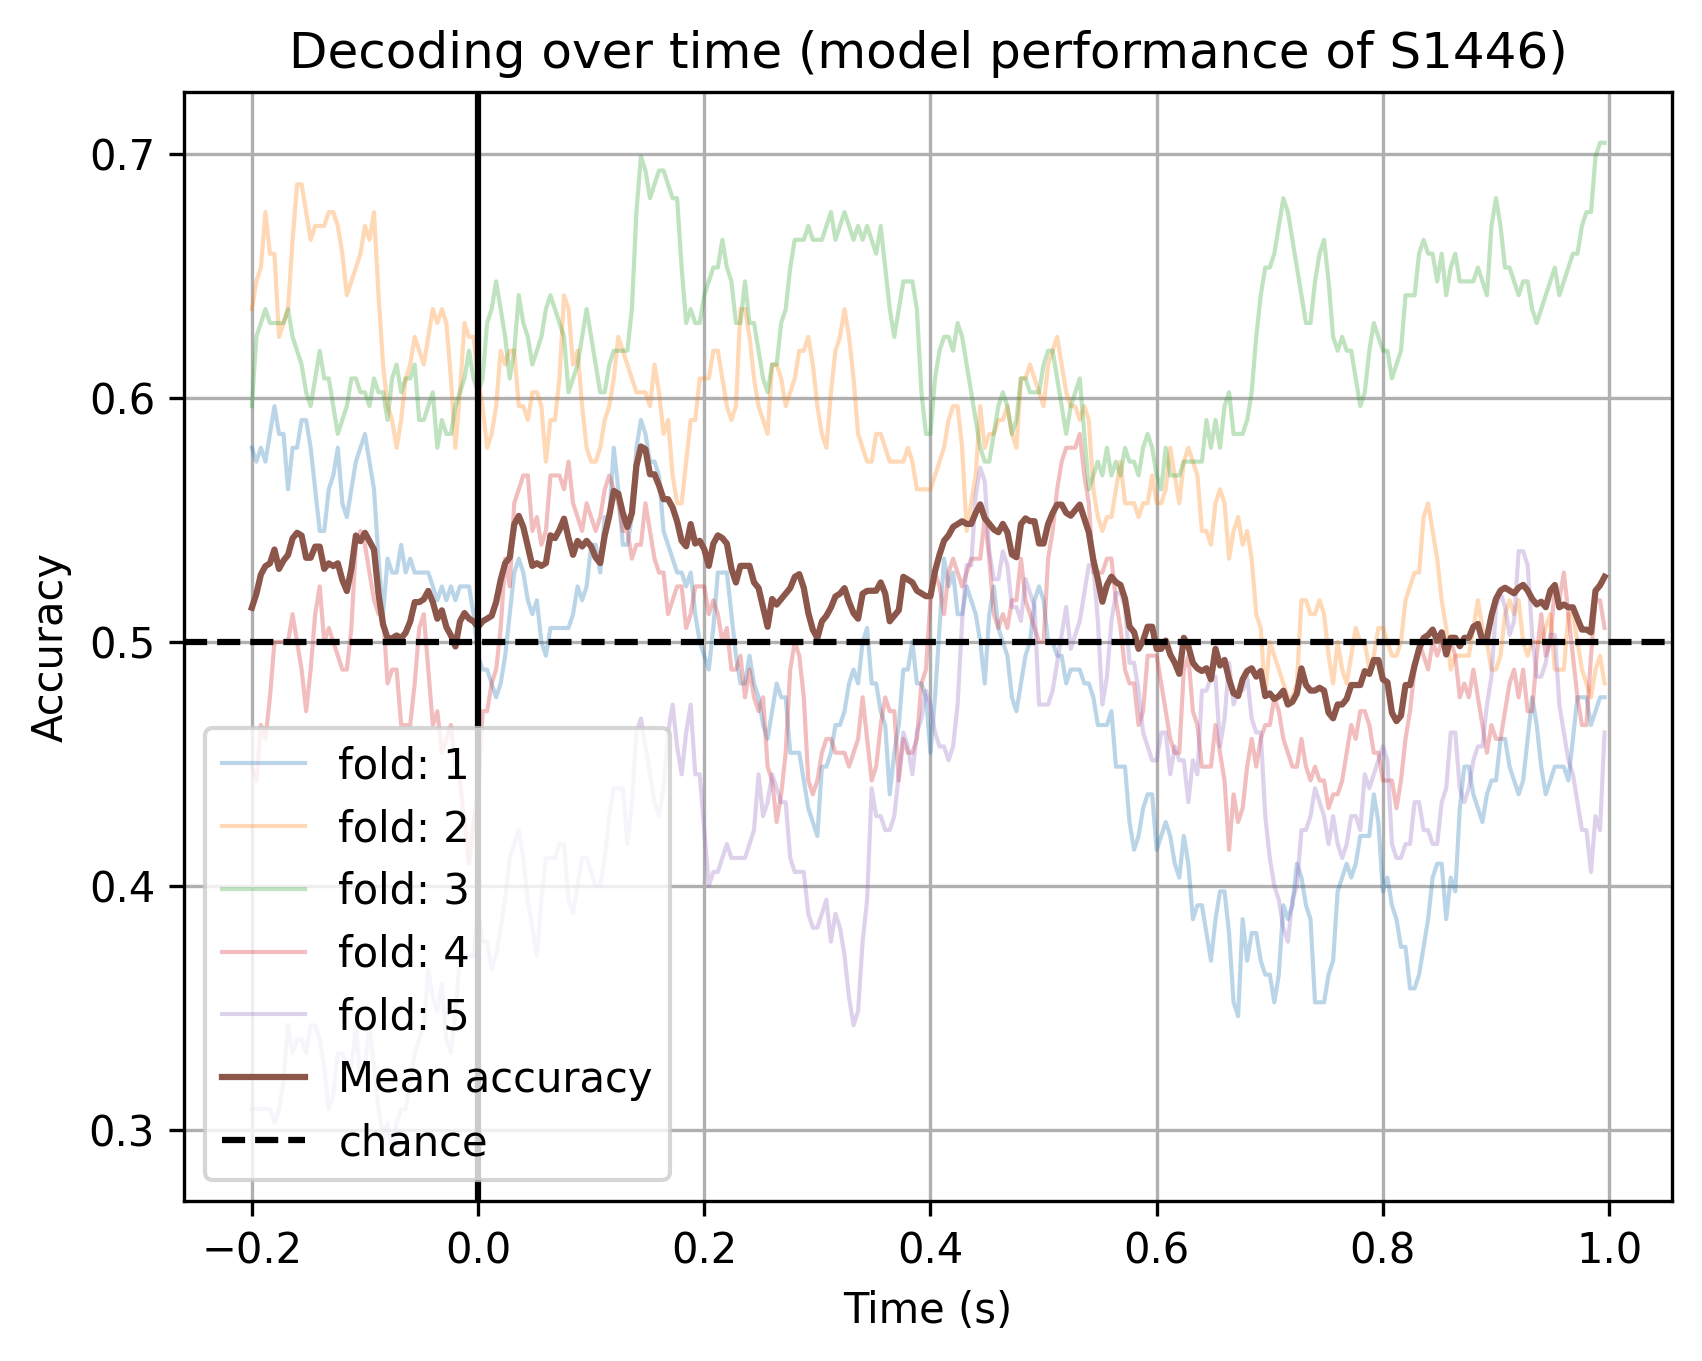 Decoding over time (model performance of S1446)
Accuracy
0.7
0.6
0.5
0.4
0.3
fold: 1
fold: 2
fold: 3
fold: 4
fold: 5
Mean accuracy
chance
−0.2 0.0 0.2 0.4 0.6 0.8 1.0
Time (s)